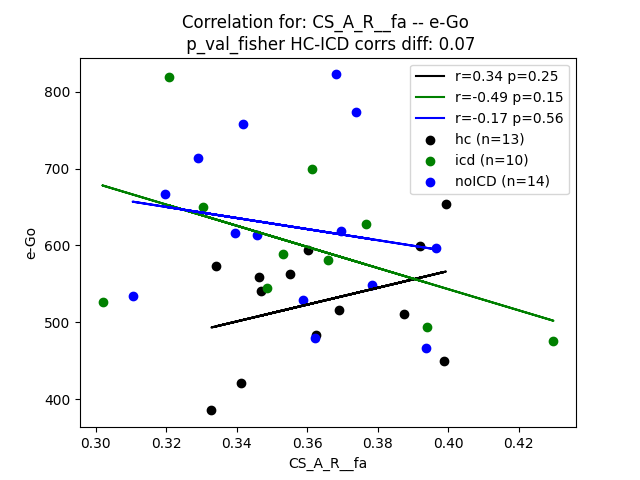 Correlation for: CS_A_R__fa -- e-Go
p_val_fisher HC-ICD corrs diff: 0.07
r=0.34 p=0.25
r=-0.49 p=0.15
r=-0.17 p=0.56
hc (n=13)
icd (n=10)
noICD (n=14)
800
700
600
500
400
e-Go
0.30 0.32 0.34 0.36 0.38 0.40 0.42
CS_A_R__fa